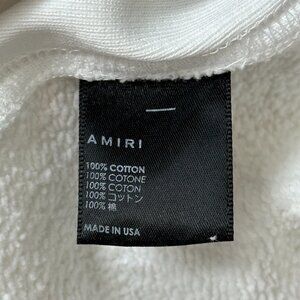 AMIRI
100% COTTON
100% COTONE
100% COTON
100% コットン
100% 棉
MADE IN USA